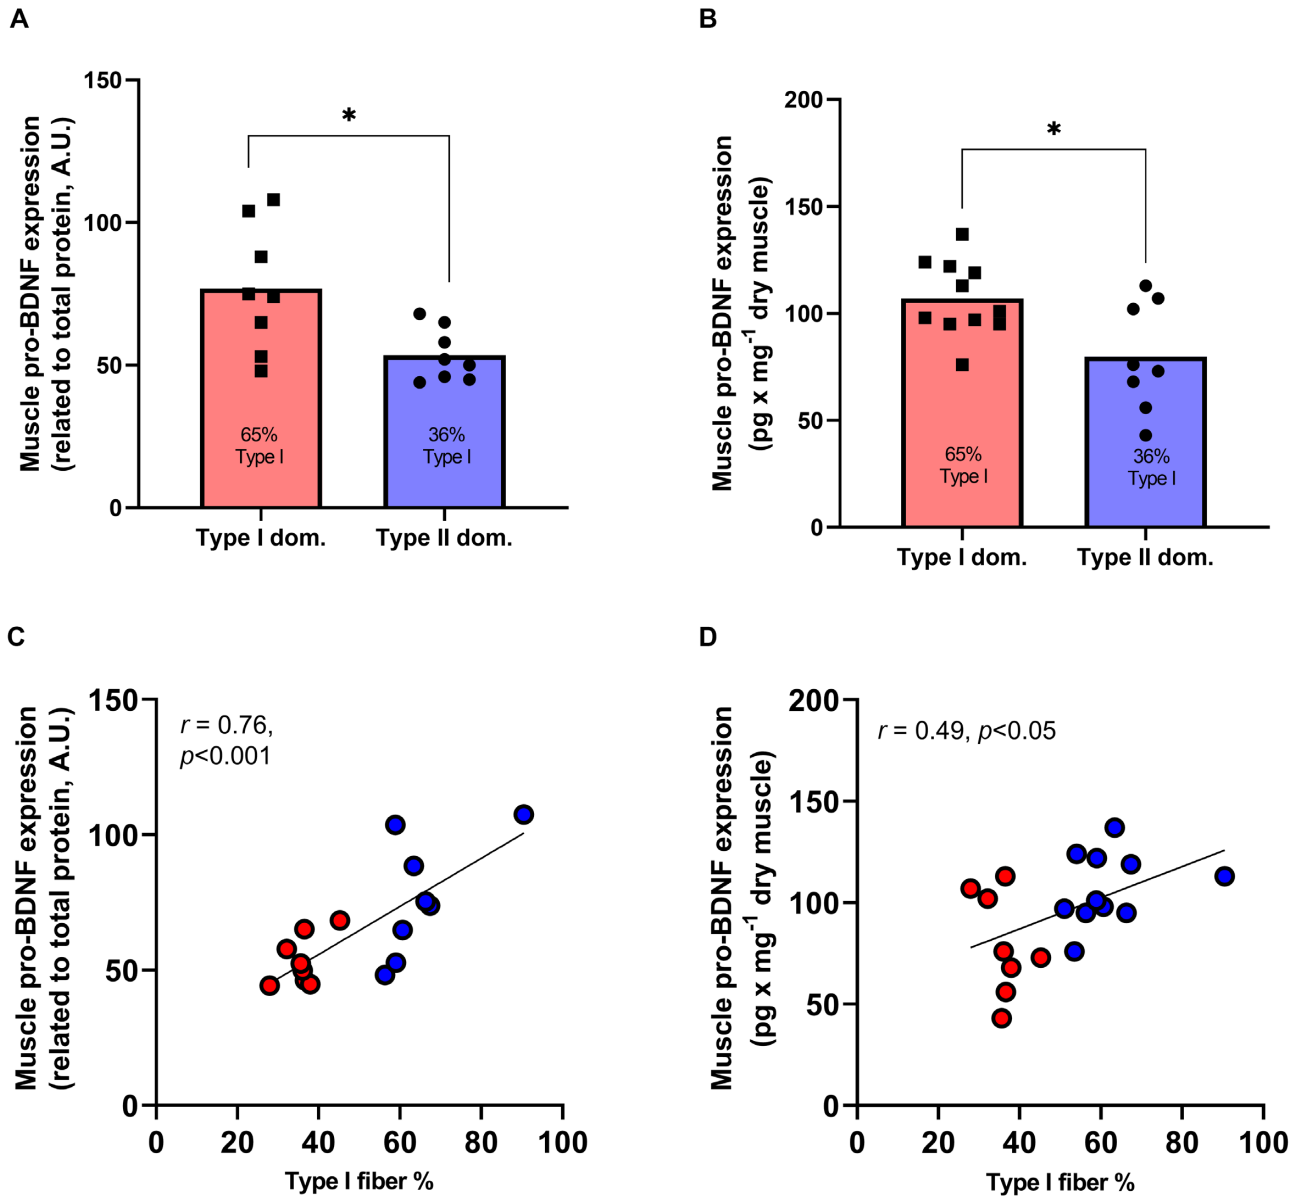 A
Muscle pro-BDNF expression
(related to total protein, A.U.)
150
100
50
0
*
65%
Type I
36%
Type I
Type I dom.
Type II dom.
B
Muscle pro-BDNF expression
(pg x mg-1 dry muscle)
200
150
100
50
0
*
65%
Type I
36%
Type I
Type I dom.
Type II dom.
C
Muscle pro-BDNF expression
(related to total protein, A.U.)
150
100
50
0
r = 0.76,
p<0.001
0 20 40 60 80 100
Type I fiber %
D
Muscle pro-BDNF expression
(pg x mg-1 dry muscle)
200
150
100
50
0
r = 0.49, p<0.05
0 20 40 60 80 100
Type I fiber %